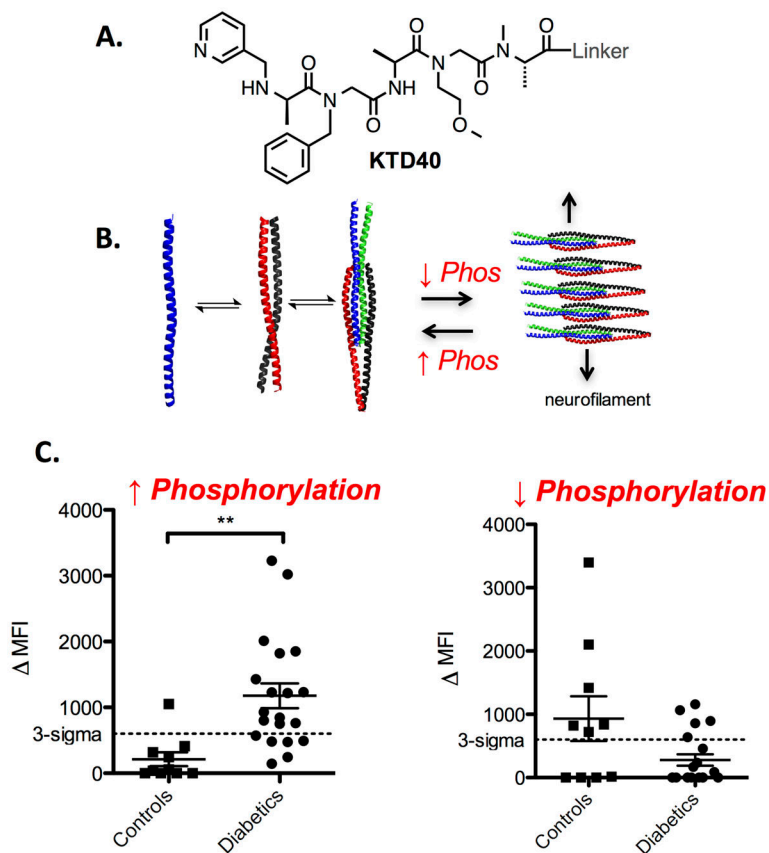 A.
N
HN
O
N
O
N
H
O
N
O
O
N
O
Linker
KTD40
B.
↓ Phos
↑ Phos
neurofilament
C.
↑ Phosphorylation
↓ Phosphorylation
**
Δ MFI
4000
3000
2000
1000
3-sigma
0
Controls
Diabetics
Δ MFI
4000
3000
2000
1000
3-sigma
0
Controls
Diabetics